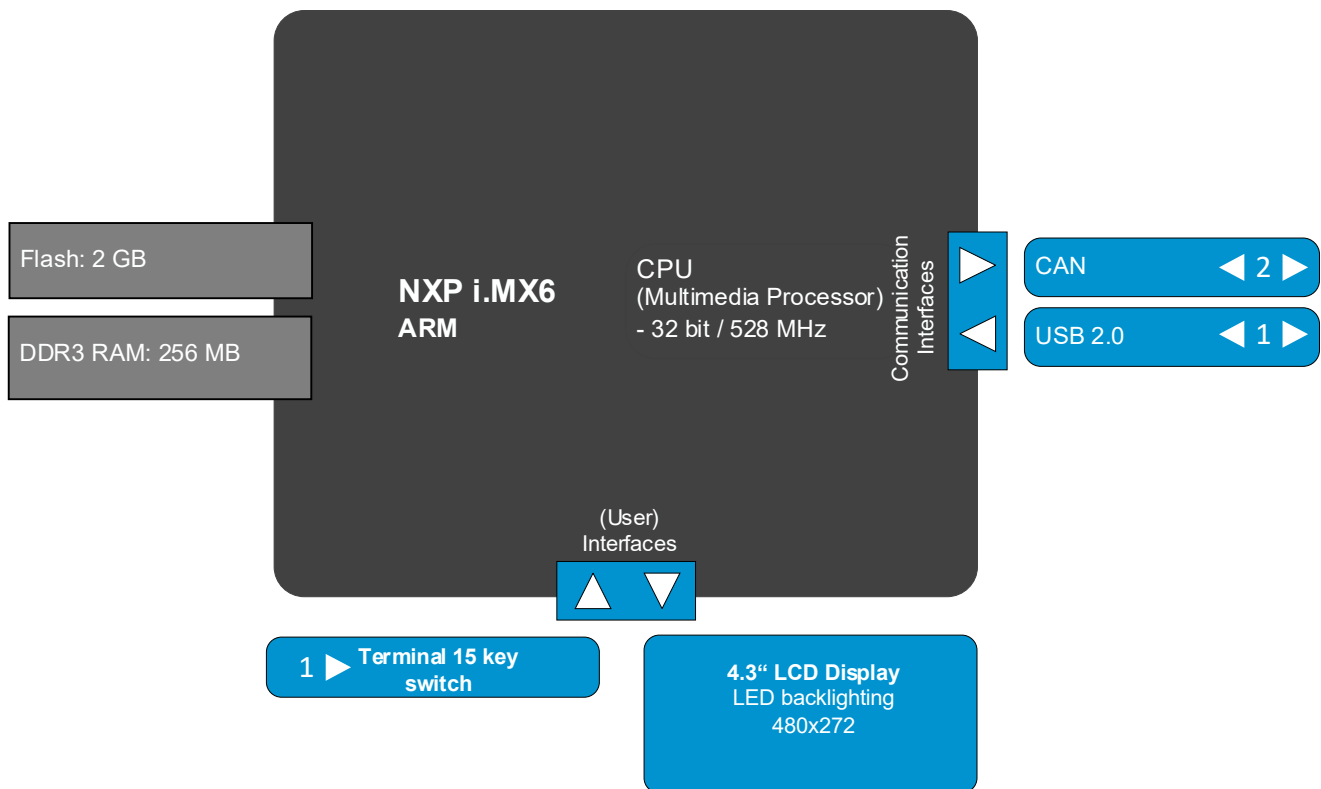 Flash: 2 GB
DDR3 RAM: 256 MB
NXP i.MX6
ARM
CPU
(Multimedia Processor)
- 32 bit / 528 MHz
Communication
Interfaces
CAN
2
USB 2.0
1
(User)
Interfaces
1
Terminal 15 key
switch
4.3“ LCD Display
LED backlighting
480x272